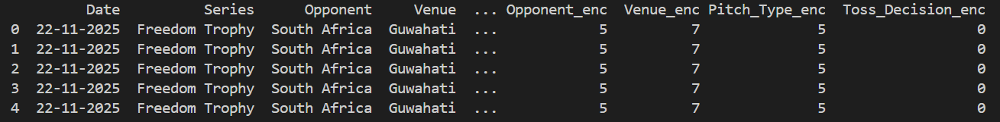 Date Series Opponent Venue ... Opponent_enc Venue_enc Pitch_Type_enc Toss_Decision_enc
0 22-11-2025 Freedom Trophy South Africa Guwahati ... 5 7 5 0
1 22-11-2025 Freedom Trophy South Africa Guwahati ... 5 7 5 0
2 22-11-2025 Freedom Trophy South Africa Guwahati ... 5 7 5 0
3 22-11-2025 Freedom Trophy South Africa Guwahati ... 5 7 5 0
4 22-11-2025 Freedom Trophy South Africa Guwahati ... 5 7 5 0